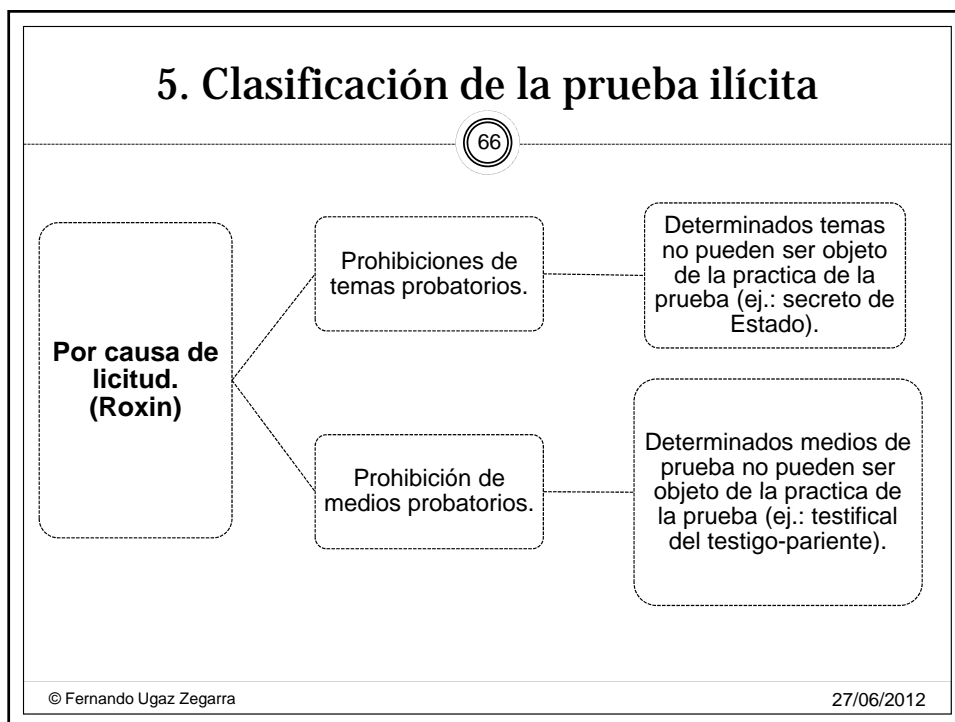 5. Clasificación de la prueba ilícita
66
Por causa de
licitud.
(Roxin)
Prohibiciones de
temas probatorios.
Determinados temas
no pueden ser objeto
de la practica de la
prueba (ej.: secreto de
Estado).
Prohibición de
medios probatorios.
Determinados medios de
prueba no pueden ser
objeto de la practica de
la prueba (ej.: testifical
del testigo-pariente).
© Fernando Ugaz Zegarra
27/06/2012